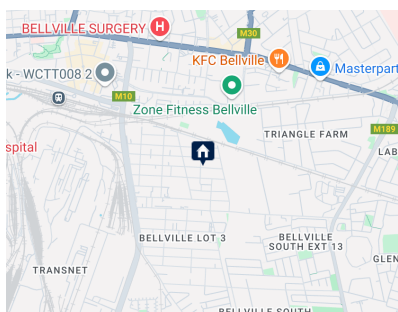 BELLVILLE SURGERY
H
M30
KFC Bellville
k - WCTT008 2
Masterpart
M10
Zone Fitness Bellville
M189
TRIANGLE FARM
LAB
spital
BELLVILLE LOT 3
BELLVILLE
SOUTH EXT 13
GLEN
TRANSNET
BELLVILLE SOUTH